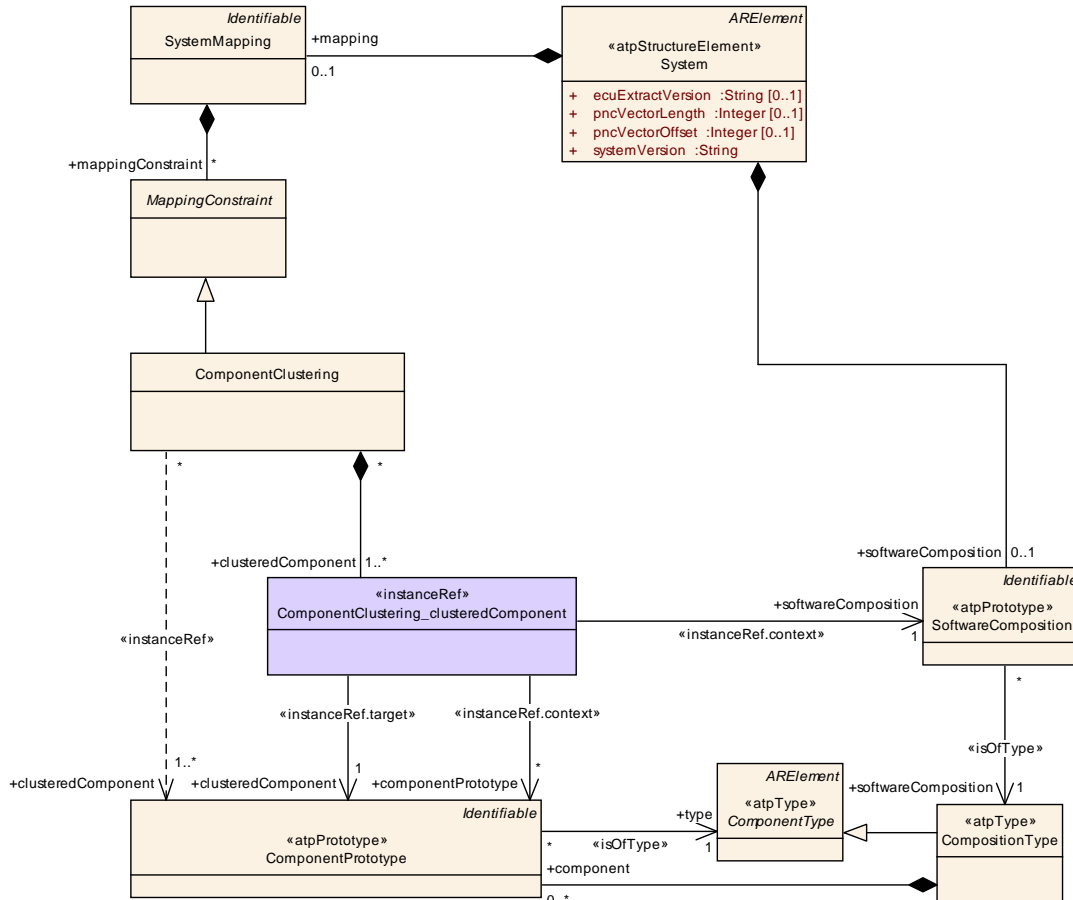 Identifiable
SystemMapping
+mapping
0..1
ARElement
«atpStructureElement»
System
+ ecuExtractVersion :String [0..1]
+ pncVectorLength :Integer [0..1]
+ pncVectorOffset :Integer [0..1]
+ systemVersion :String
+mappingConstraint
*
MappingConstraint
ComponentClustering
*
*
+clusteredComponent
1..*
+softwareComposition
0..1
«instanceRef»
ComponentClustering_clusteredComponent
+softwareComposition
«instanceRef.context»
1
Identifiable
«atpPrototype»
SoftwareComposition
«instanceRef»
*
«instanceRef.target»
«instanceRef.context»
«isOfType»
1..*
1
*
+clusteredComponent
+clusteredComponent
+componentPrototype
ARElement
«atpType»
ComponentType
+softwareComposition
1
Identifiable
«atpPrototype»
ComponentPrototype
+type
*
«isOfType»
1
«atpType»
CompositionType
+component
0..*